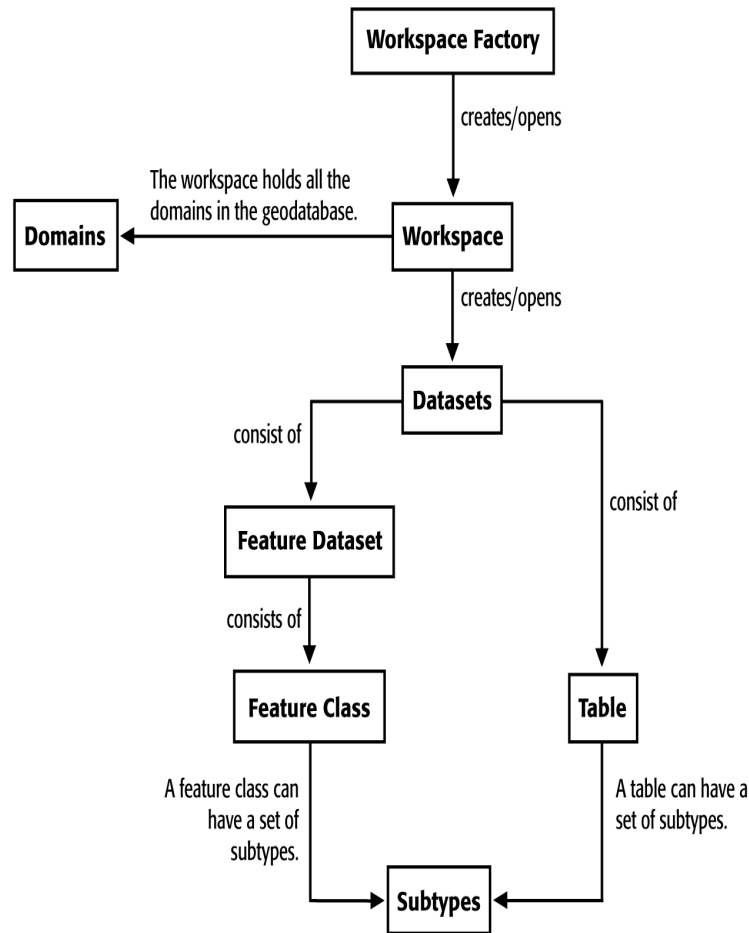 Workspace Factory
creates/opens
The workspace holds all the
domains in the geodatabase.
Domains
Workspace
creates/opens
Datasets
consist of
consist of
Feature Dataset
consists of
Feature Class
Table
A feature class can
have a set of
subtypes.
A table can have a
set of subtypes.
Subtypes